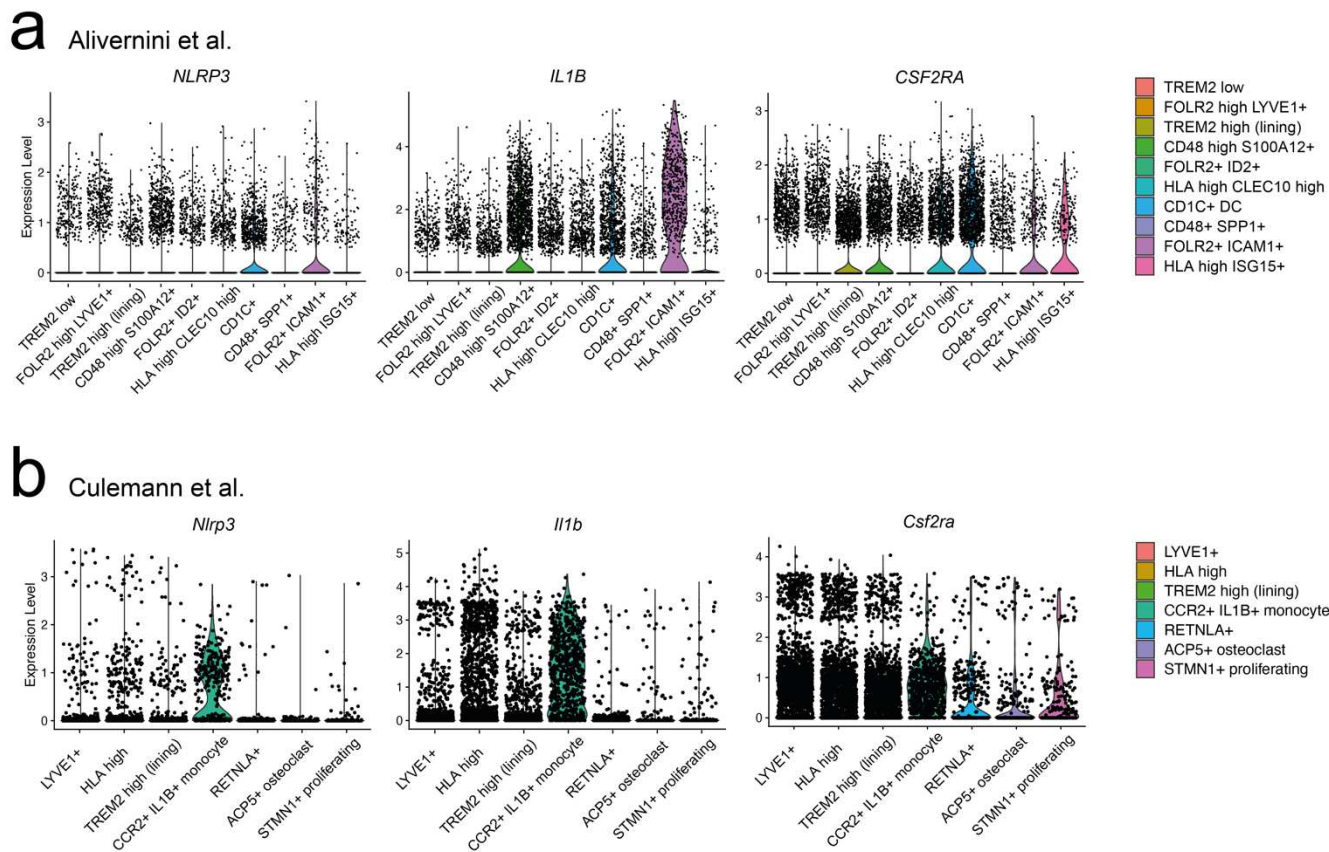 a Alivernini et al.
NLRP3
IL1B
CSF2RA
Expression Level
3
2
1
0
4
2
0
3
2
1
0
TREM2 low
FOLR2 high LYVE1+
TREM2 high (lining)
CD48 high S100A12+
FOLR2+ ID2+
HLA high CLEC10 high
CD1C+
CD48+ SPP1+
FOLR2+ ICAM1+
HLA high ISG15+
TREM2 low
FOLR2 high LYVE1+
TREM2 high (lining)
CD48 high S100A12+
FOLR2+ ID2+
HLA high CLEC10 high
CD1C+
CD48+ SPP1+
FOLR2+ ICAM1+
HLA high ISG15+
TREM2 low
FOLR2 high LYVE1+
TREM2 high (lining)
CD48 high S100A12+
FOLR2+ ID2+
HLA high CLEC10 high
CD1C+
CD48+ SPP1+
FOLR2+ ICAM1+
HLA high ISG15+
TREM2 low
FOLR2 high LYVE1+
TREM2 high (lining)
CD48 high S100A12+
FOLR2+ ID2+
HLA high CLEC10 high
CD1C+ DC
CD48+ SPP1+
FOLR2+ ICAM1+
HLA high ISG15+
b Culemann et al.
Nlrp3
Il1b
Csf2ra
Expression Level
3
2
1
0
5
4
3
2
1
0
4
3
2
1
0
LYVE1+
HLA high
TREM2 high (lining)
CCR2+ IL1B+ monocyte
RETNLA+
ACP5+ osteoclast
STMN1+ proliferating
LYVE1+
HLA high
TREM2 high (lining)
CCR2+ IL1B+ monocyte
RETNLA+
ACP5+ osteoclast
STMN1+ proliferating
LYVE1+
HLA high
TREM2 high (lining)
CCR2+ IL1B+ monocyte
RETNLA+
ACP5+ osteoclast
STMN1+ proliferating
LYVE1+
HLA high
TREM2 high (lining)
CCR2+ IL1B+ monocyte
RETNLA+
ACP5+ osteoclast
STMN1+ proliferating